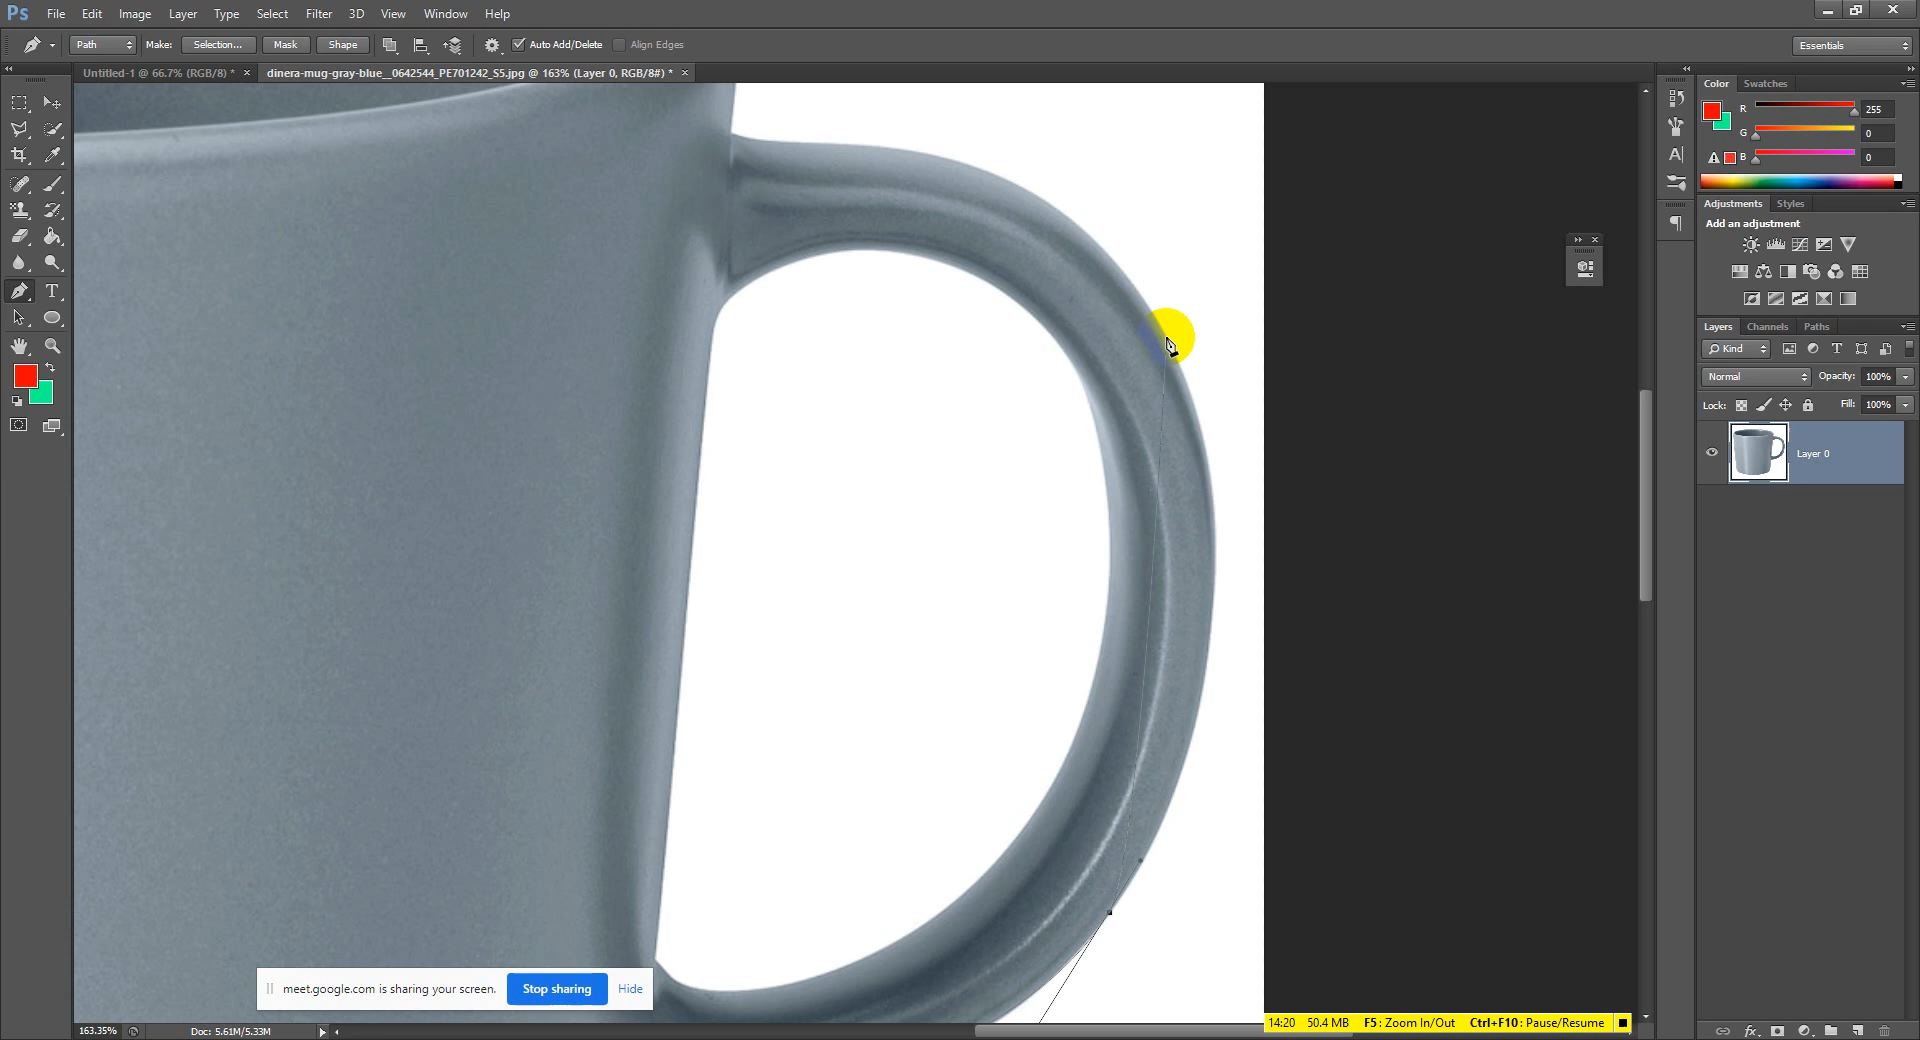 Ps File Edit Image Layer Type Select Filter 3D View Window Help
Path Make: Selection... Mask Shape Auto Add/Delete Align Edges Essentials
Untitled-1 @ 66.7% (RGB/8) * × dinera-mug-gray-blue__0642544_PE701242_S5.jpg @ 163% (Layer 0, RGB/8#) * ×
Color Swatches
R 255
G 0
B 0
Adjustments Styles
Add an adjustment
Layers Channels Paths
Kind
Normal Opacity: 100%
Lock: Fill: 100%
Layer 0
meet.google.com is sharing your screen. Stop sharing Hide
14:20 50.4 MB F5: Zoom In/Out Ctrl+F10: Pause/Resume
163.35% Doc: 5.61M/5.33M